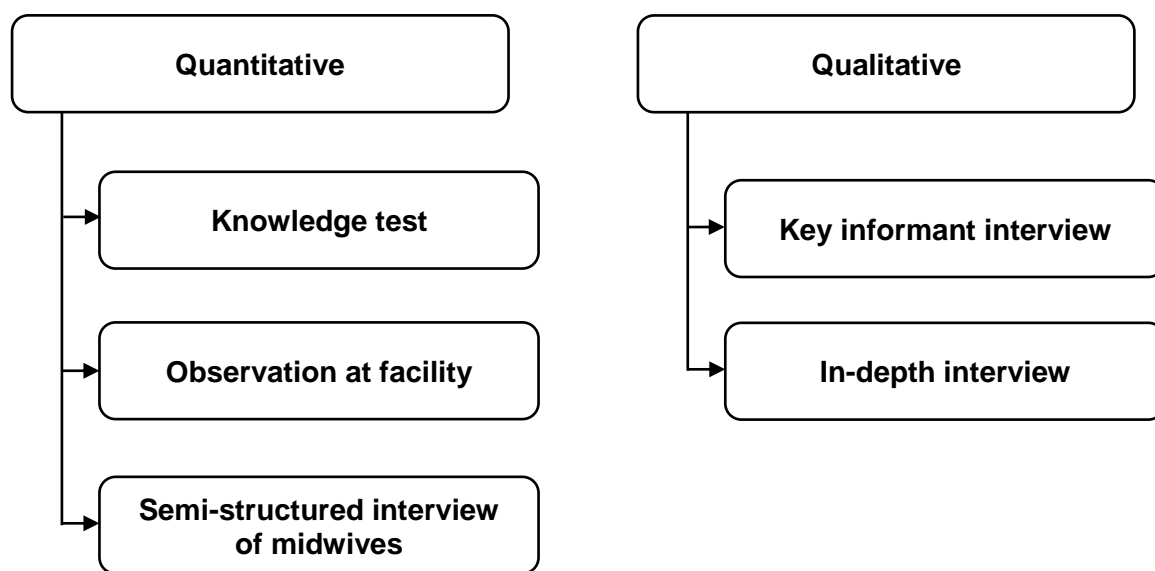 Quantitative
Knowledge test
Observation at facility
Semi-structured interview
of midwives
Qualitative
Key informant interview
In-depth interview